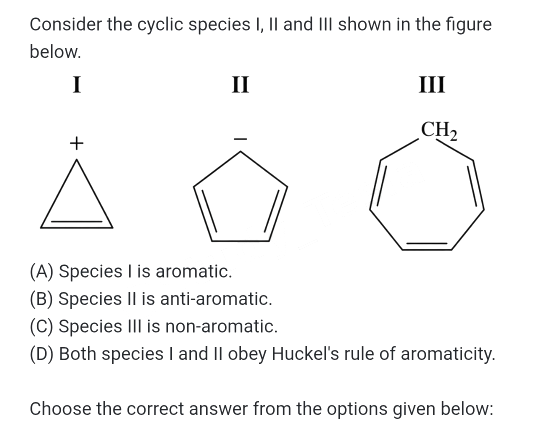 Consider the cyclic species I, II and III shown in the figure
below.
I II III
+ − CH₂
(A) Species I is aromatic.
(B) Species II is anti-aromatic.
(C) Species III is non-aromatic.
(D) Both species I and II obey Huckel's rule of aromaticity.
Choose the correct answer from the options given below: